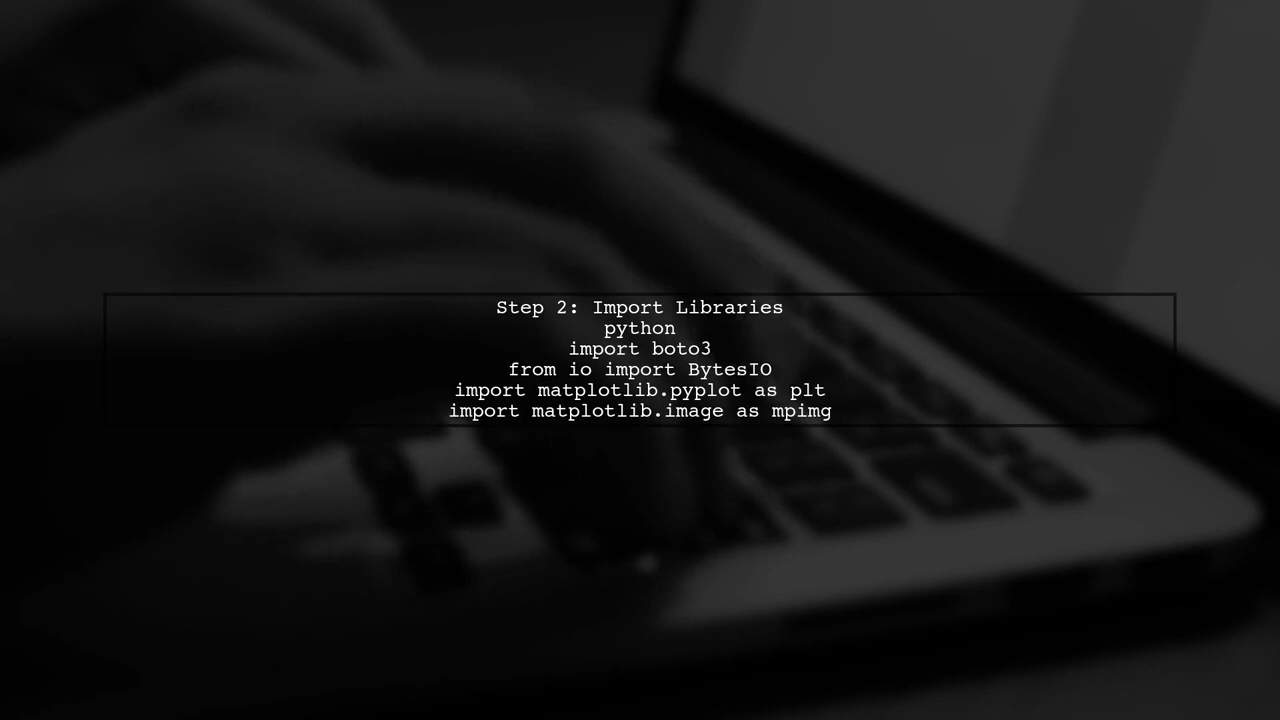 Step 2: Import Libraries
python
import boto3
from io import BytesIO
import matplotlib.pyplot as plt
import matplotlib.image as mpimg